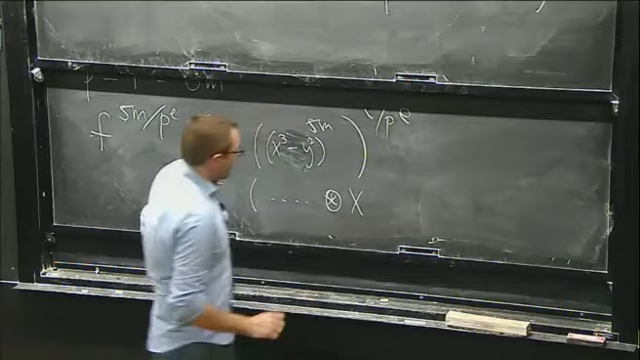 f^{5m/p^e} ((x^3 - y^2)^{5m})^{1/p^e}
( ..... ⊛ X